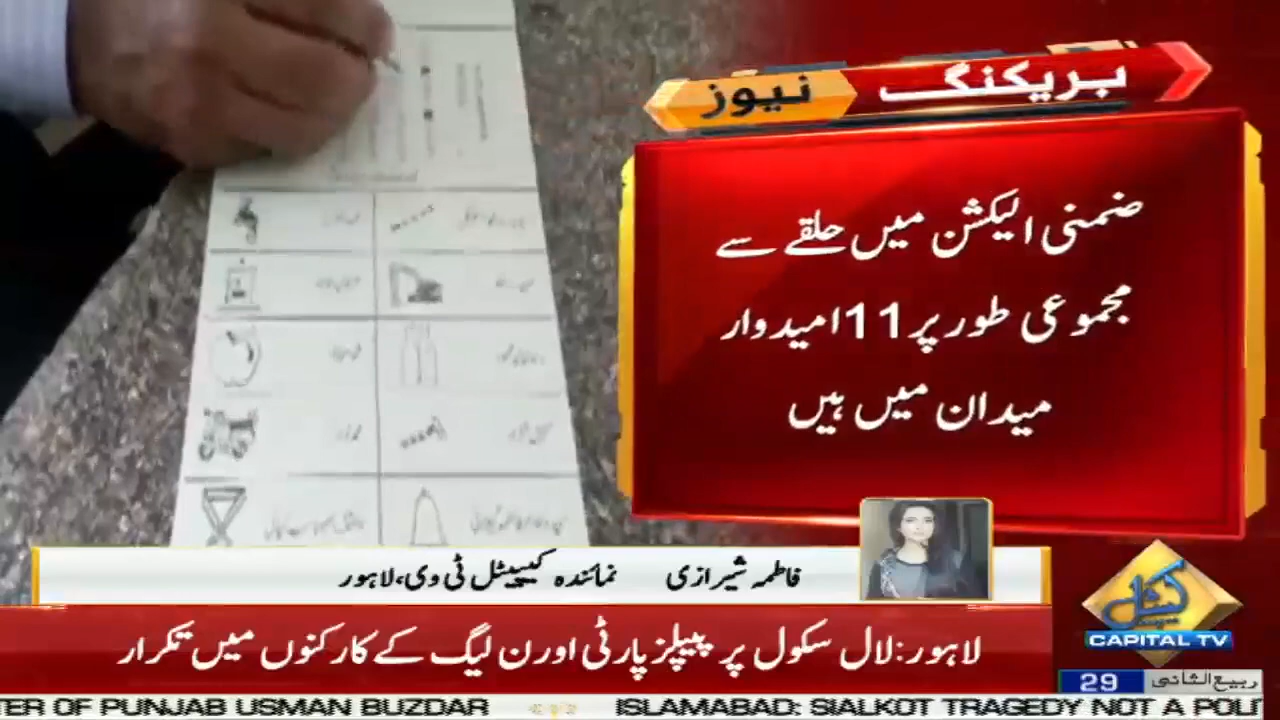 بریکنگ نیوز
ضمنی الیکشن میں حلقے سے
مجموعی طور پر 11 امیدوار
میدان میں ہیں
فاطمہ شیرازی نمائندہ کیپیٹل ٹی وی، لاہور
لاہور: لال سکول پر پیپلز پارٹی اور ن لیگ کے کارکنوں میں تکرار
کیپیٹل
CAPITAL TV
29 ربیع الثانی
TER OF PUNJAB USMAN BUZDAR ISLAMABAD: SIALKOT TRAGEDY NOT A POLI